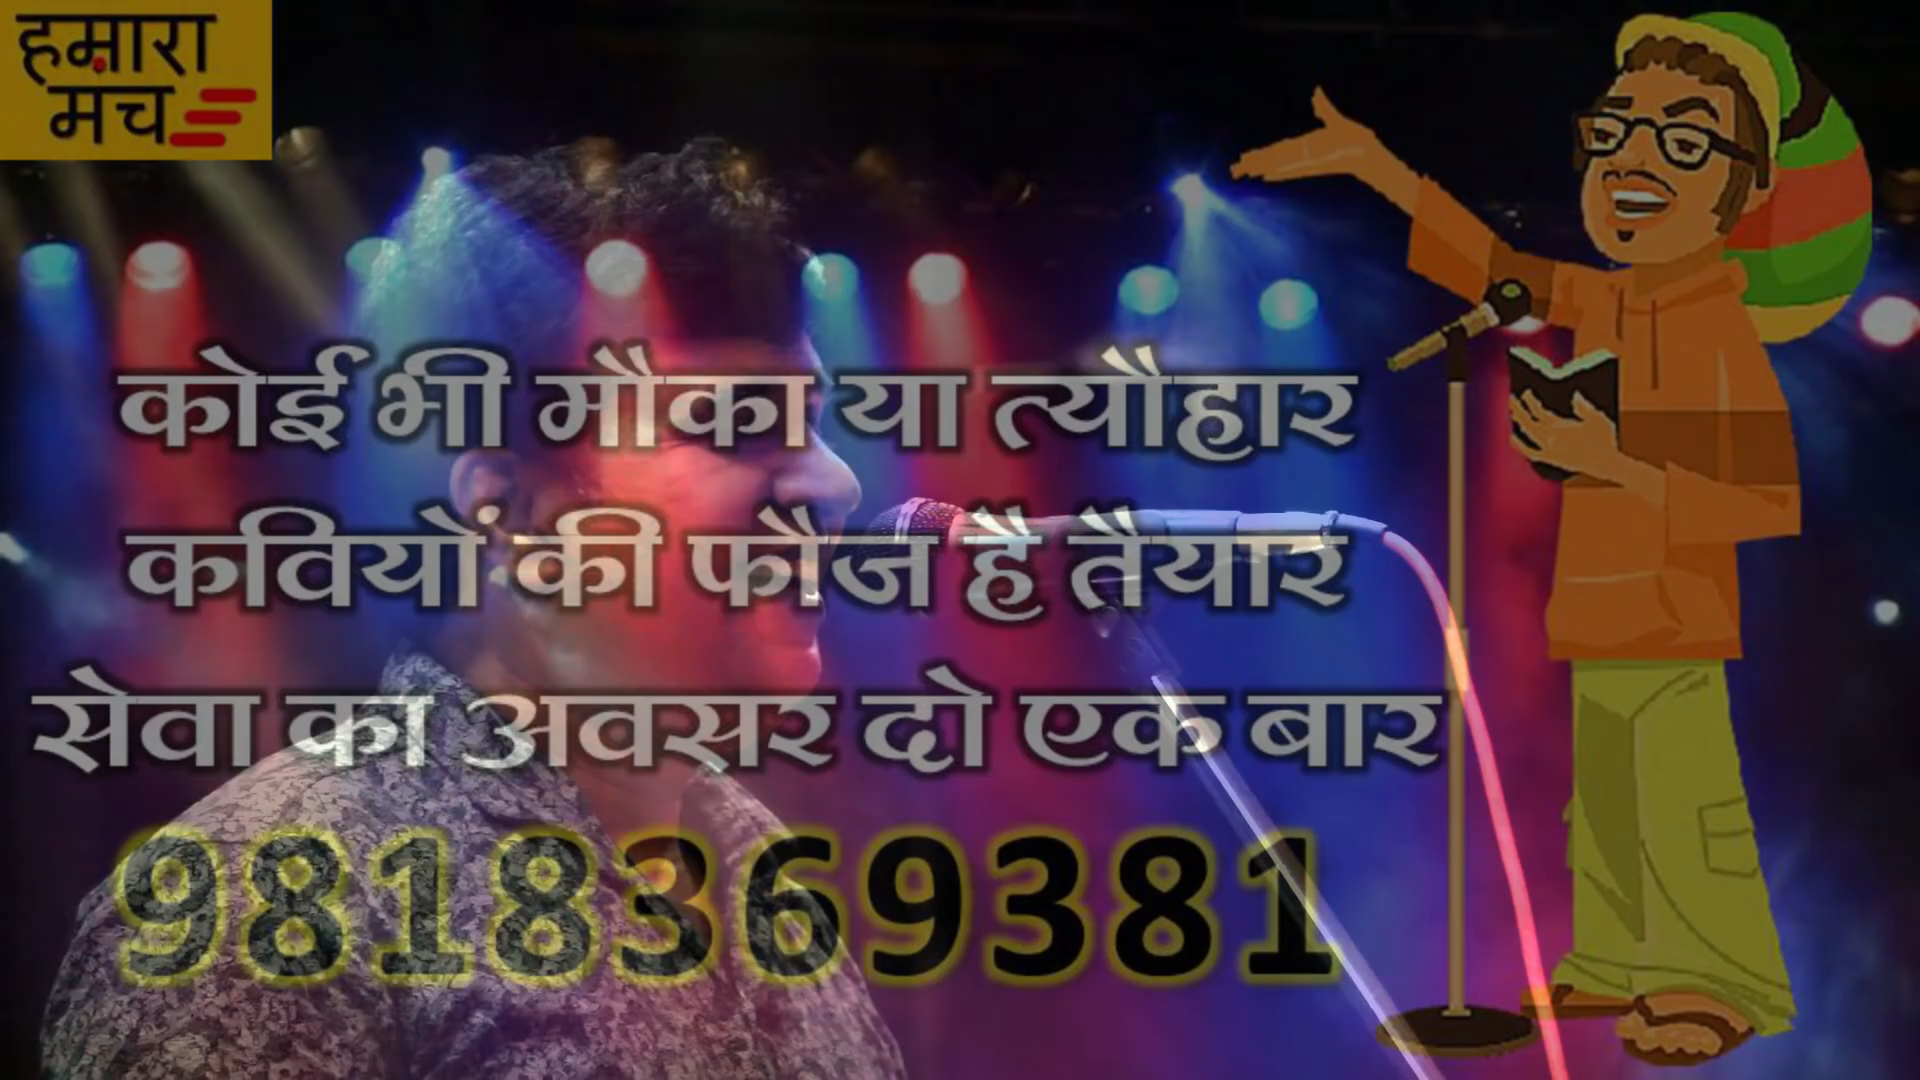 हमारा
मंच
कोई भी मौका या त्यौहार
कवियों की फौज है तैयार
सेवा का अवसर दो एक बार
9818369381